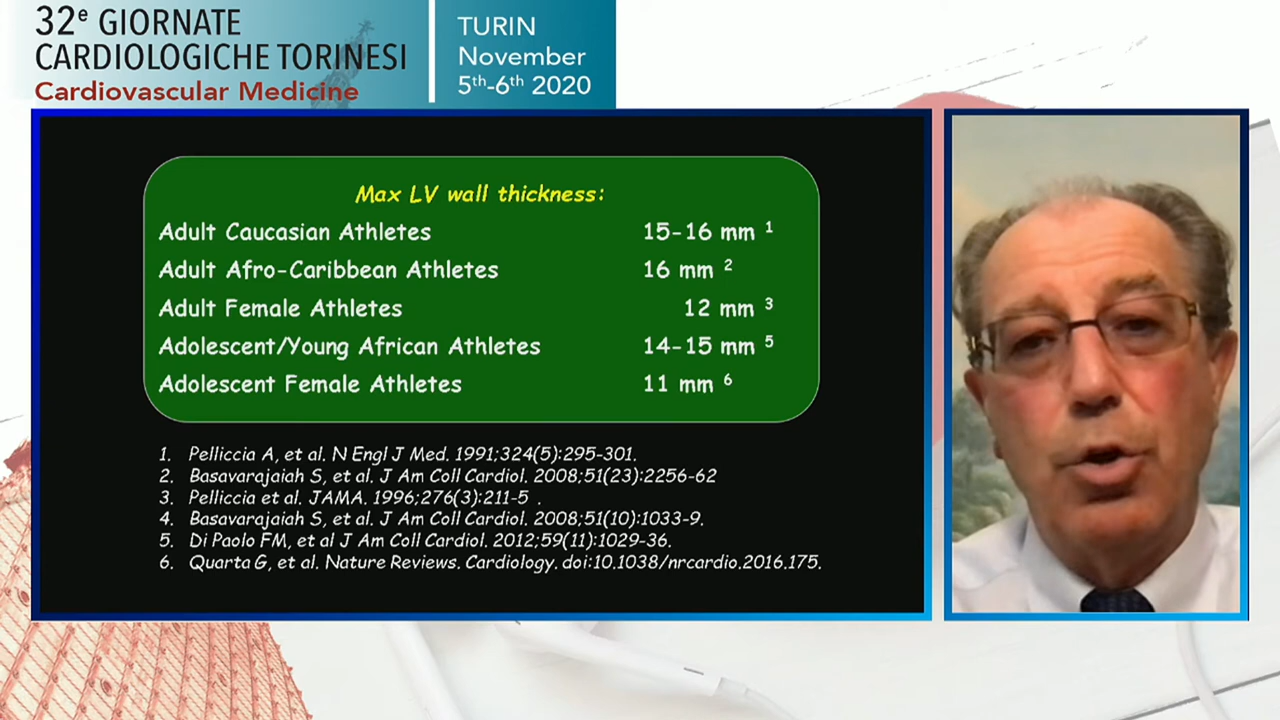 32e GIORNATE
CARDIOLOGICHE TORINESI
Cardiovascular Medicine
TURIN
November
5th-6th 2020
Max LV wall thickness:
Adult Caucasian Athletes 15-16 mm 1
Adult Afro-Caribbean Athletes 16 mm 2
Adult Female Athletes 12 mm 3
Adolescent/Young African Athletes 14-15 mm 5
Adolescent Female Athletes 11 mm 6
1. Pelliccia A, et al. N Engl J Med. 1991;324(5):295-301.
2. Basavarajaiah S, et al. J Am Coll Cardiol. 2008;51(23):2256-62
3. Pelliccia et al. JAMA. 1996;276(3):211-5 .
4. Basavarajaiah S, et al. J Am Coll Cardiol. 2008;51(10):1033-9.
5. Di Paolo FM, et al J Am Coll Cardiol. 2012;59(11):1029-36.
6. Quarta G, et al. Nature Reviews. Cardiology. doi:10.1038/nrcardio.2016.175.